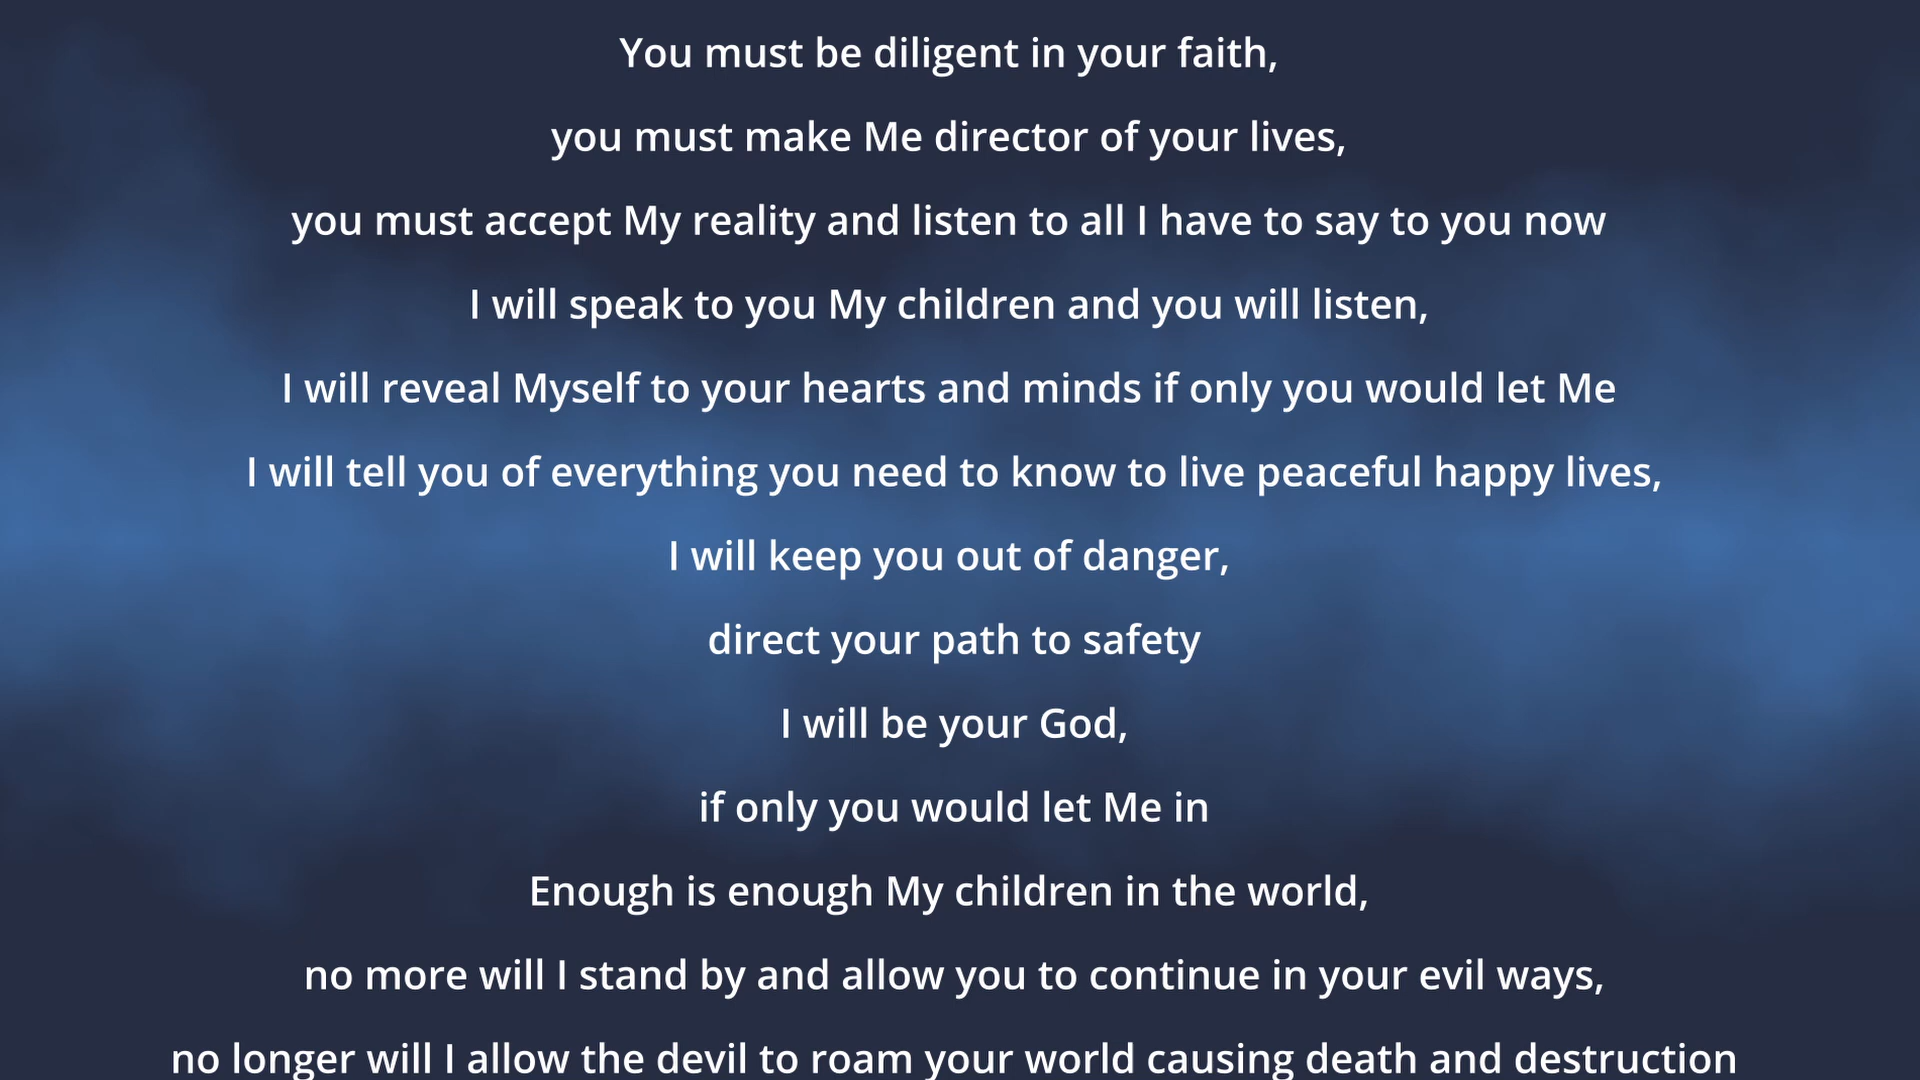 You must be diligent in your faith,
you must make Me director of your lives,
you must accept My reality and listen to all I have to say to you now
I will speak to you My children and you will listen,
I will reveal Myself to your hearts and minds if only you would let Me
I will tell you of everything you need to know to live peaceful happy lives,
I will keep you out of danger,
direct your path to safety
I will be your God,
if only you would let Me in
Enough is enough My children in the world,
no more will I stand by and allow you to continue in your evil ways,
no longer will I allow the devil to roam your world causing death and destruction